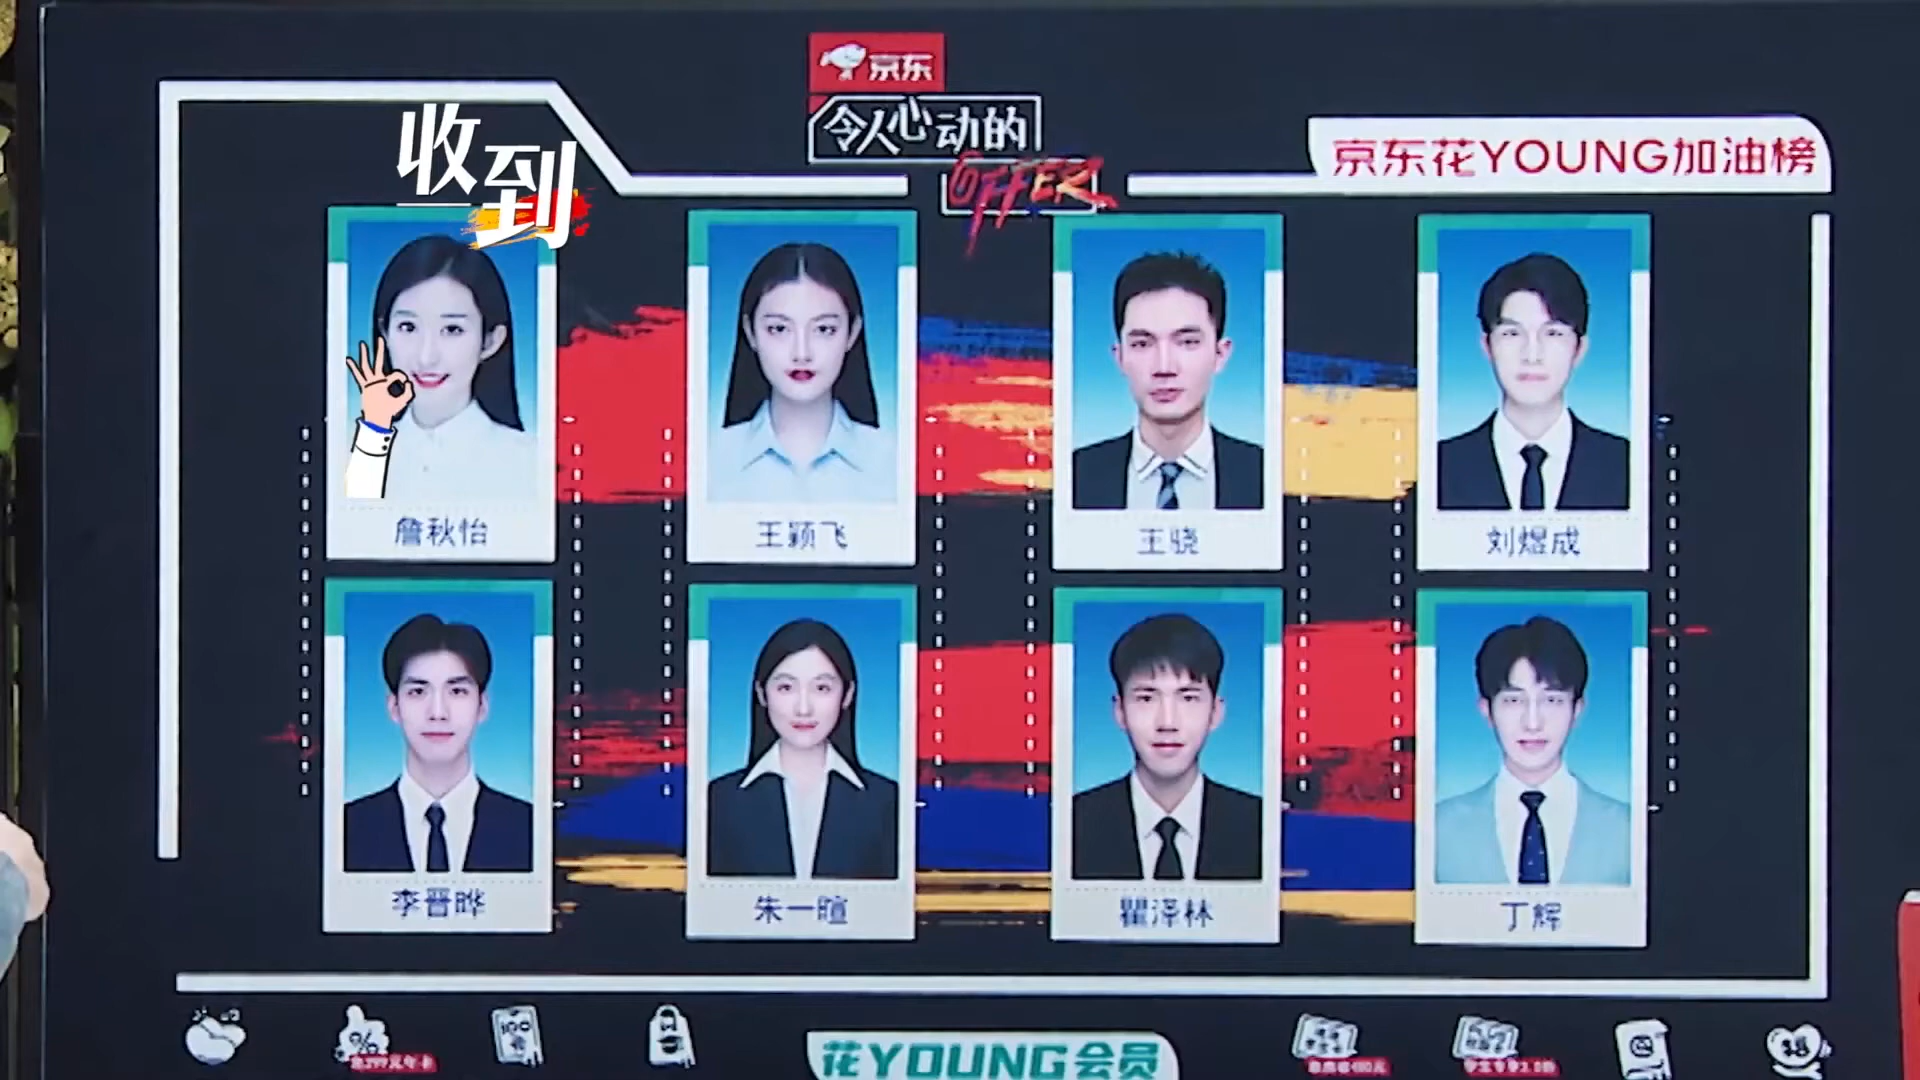 京东
令人心动的
OFFER
京东花YOUNG加油榜
收到
詹秋怡
王颖飞
王骁
刘煜成
李晋晔
朱一暄
瞿泽林
丁辉
100
%
花YOUNG会员